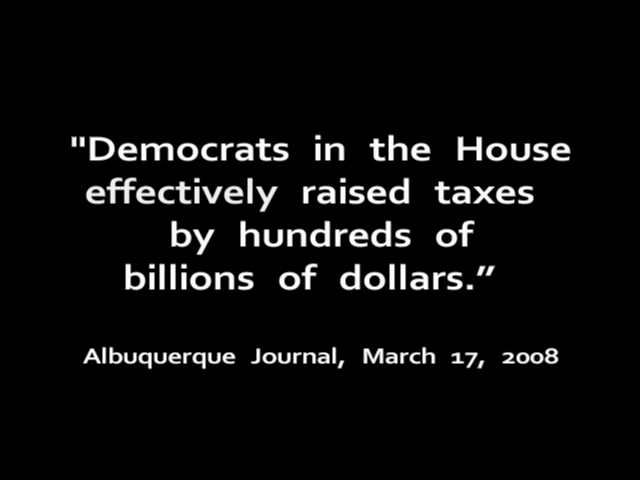 "Democrats in the House
effectively raised taxes
by hundreds of
billions of dollars.”
Albuquerque Journal, March 17, 2008